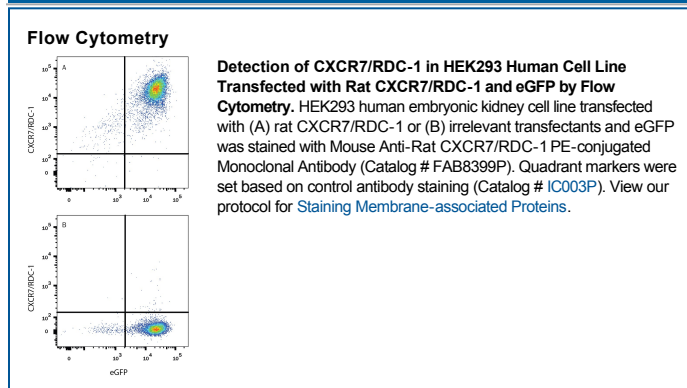 Flow Cytometry
A
10⁵
10⁴
10³
10²
0
CXCR7/RDC-1
0
10³
10⁴
10⁵
B
10⁵
10⁴
10³
10²
0
CXCR7/RDC-1
0
10³
10⁴
10⁵
eGFP
Detection of CXCR7/RDC-1 in HEK293 Human Cell Line
Transfected with Rat CXCR7/RDC-1 and eGFP by Flow
Cytometry. HEK293 human embryonic kidney cell line transfected
with (A) rat CXCR7/RDC-1 or (B) irrelevant transfectants and eGFP
was stained with Mouse Anti-Rat CXCR7/RDC-1 PE-conjugated
Monoclonal Antibody (Catalog # FAB8399P). Quadrant markers were
set based on control antibody staining (Catalog # IC003P). View our
protocol for Staining Membrane-associated Proteins.